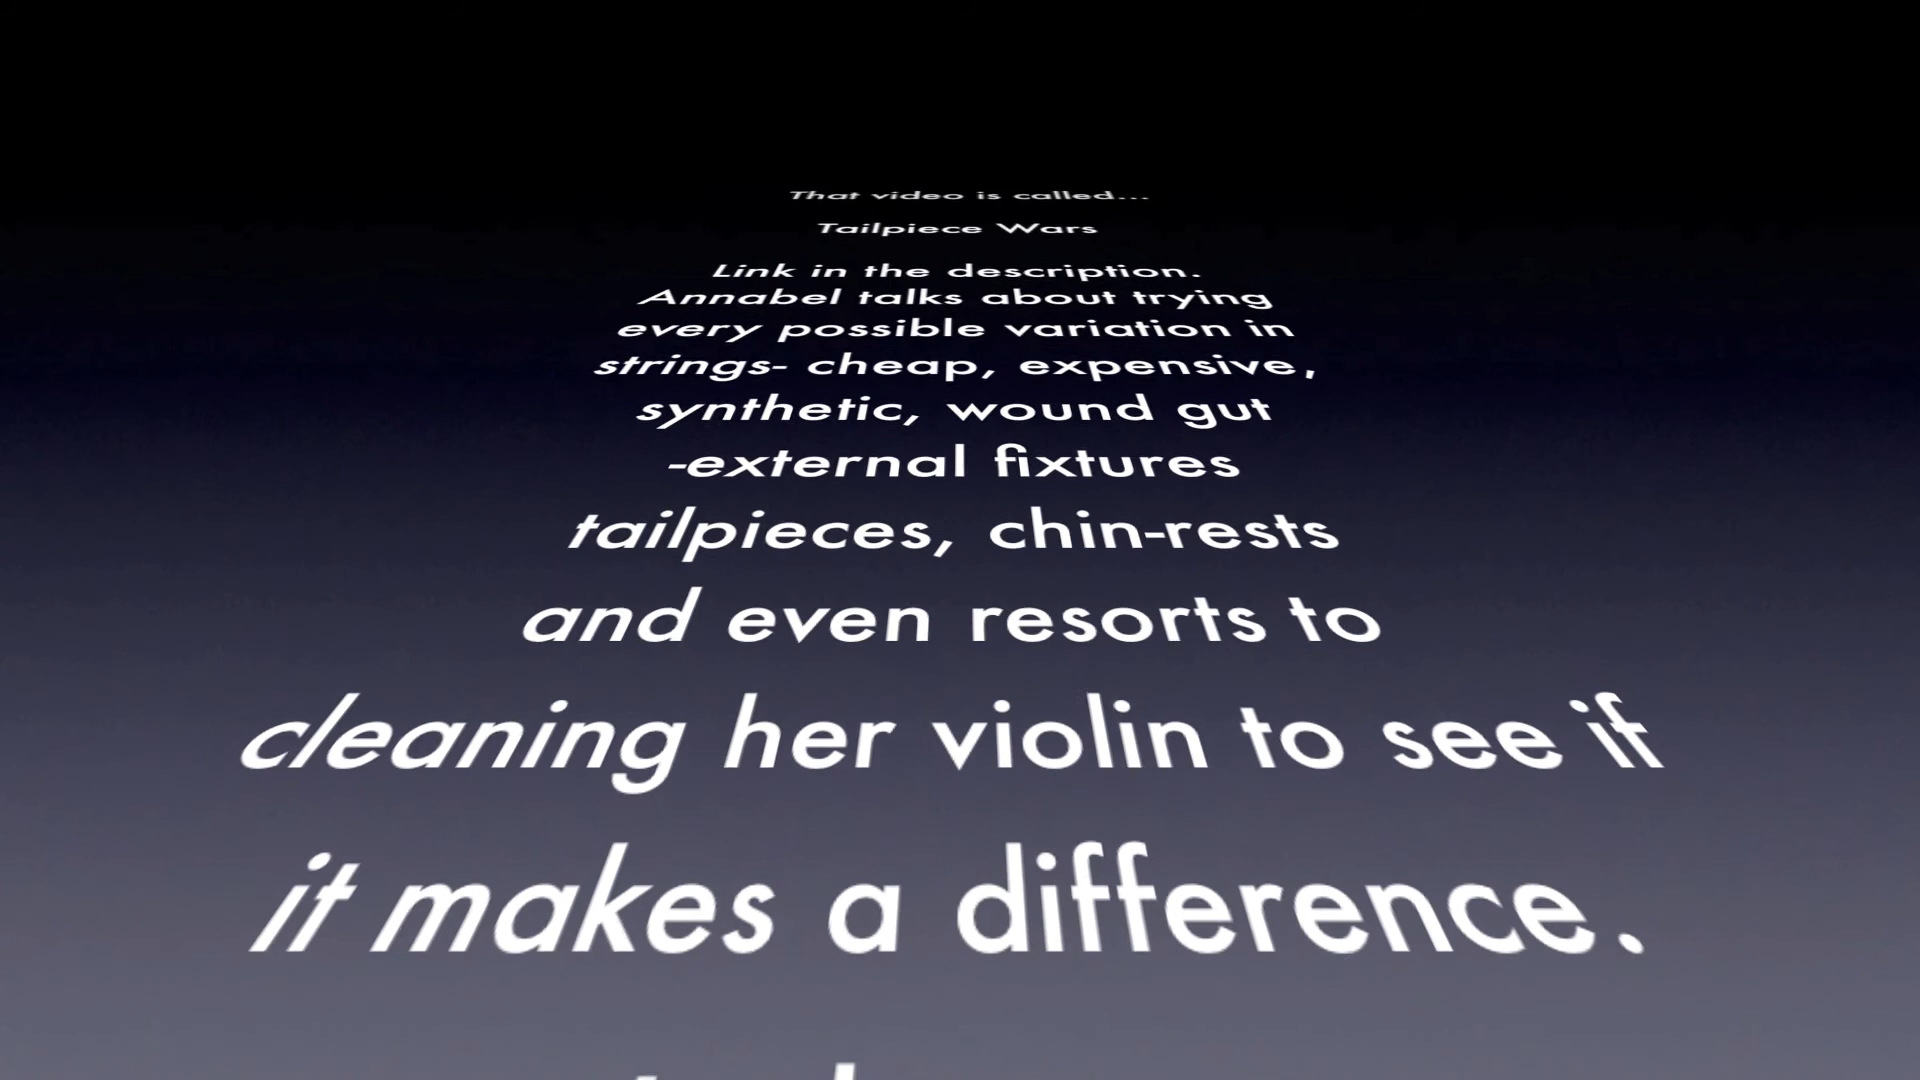 That video is called...
Tailpiece Wars
Link in the description.
Annabel talks about trying
every possible variation in
strings- cheap, expensive,
synthetic, wound gut
-external fixtures
tailpieces, chin-rests
and even resorts to
cleaning her violin to see if
it makes a difference.